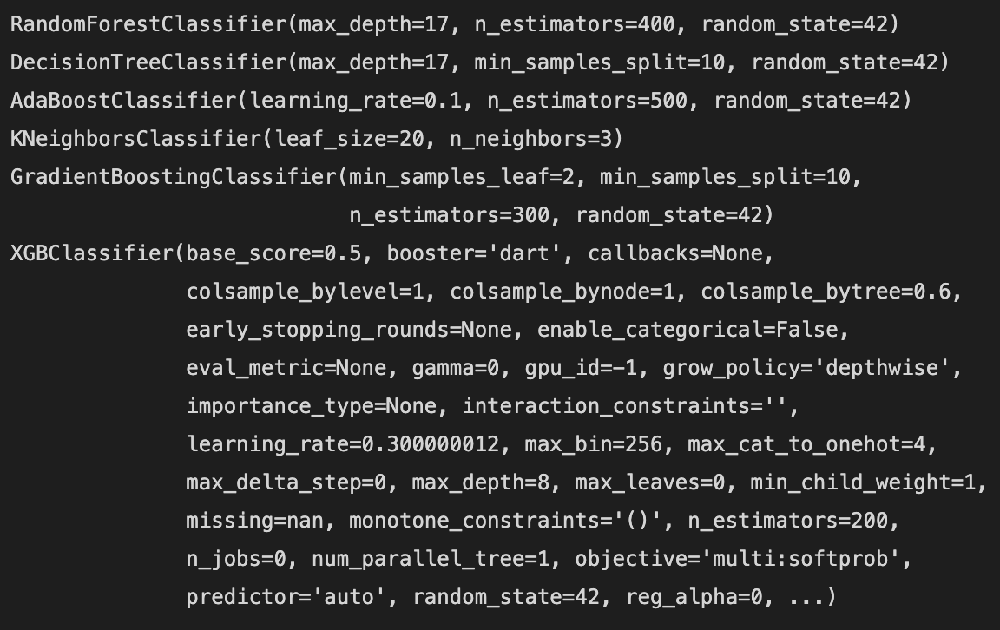 RandomForestClassifier(max_depth=17, n_estimators=400, random_state=42)
DecisionTreeClassifier(max_depth=17, min_samples_split=10, random_state=42)
AdaBoostClassifier(learning_rate=0.1, n_estimators=500, random_state=42)
KNeighborsClassifier(leaf_size=20, n_neighbors=3)
GradientBoostingClassifier(min_samples_leaf=2, min_samples_split=10,
                           n_estimators=300, random_state=42)
XGBClassifier(base_score=0.5, booster='dart', callbacks=None,
              colsample_bylevel=1, colsample_bynode=1, colsample_bytree=0.6,
              early_stopping_rounds=None, enable_categorical=False,
              eval_metric=None, gamma=0, gpu_id=-1, grow_policy='depthwise',
              importance_type=None, interaction_constraints='',
              learning_rate=0.300000012, max_bin=256, max_cat_to_onehot=4,
              max_delta_step=0, max_depth=8, max_leaves=0, min_child_weight=1,
              missing=nan, monotone_constraints='()', n_estimators=200,
              n_jobs=0, num_parallel_tree=1, objective='multi:softprob',
              predictor='auto', random_state=42, reg_alpha=0, ...)